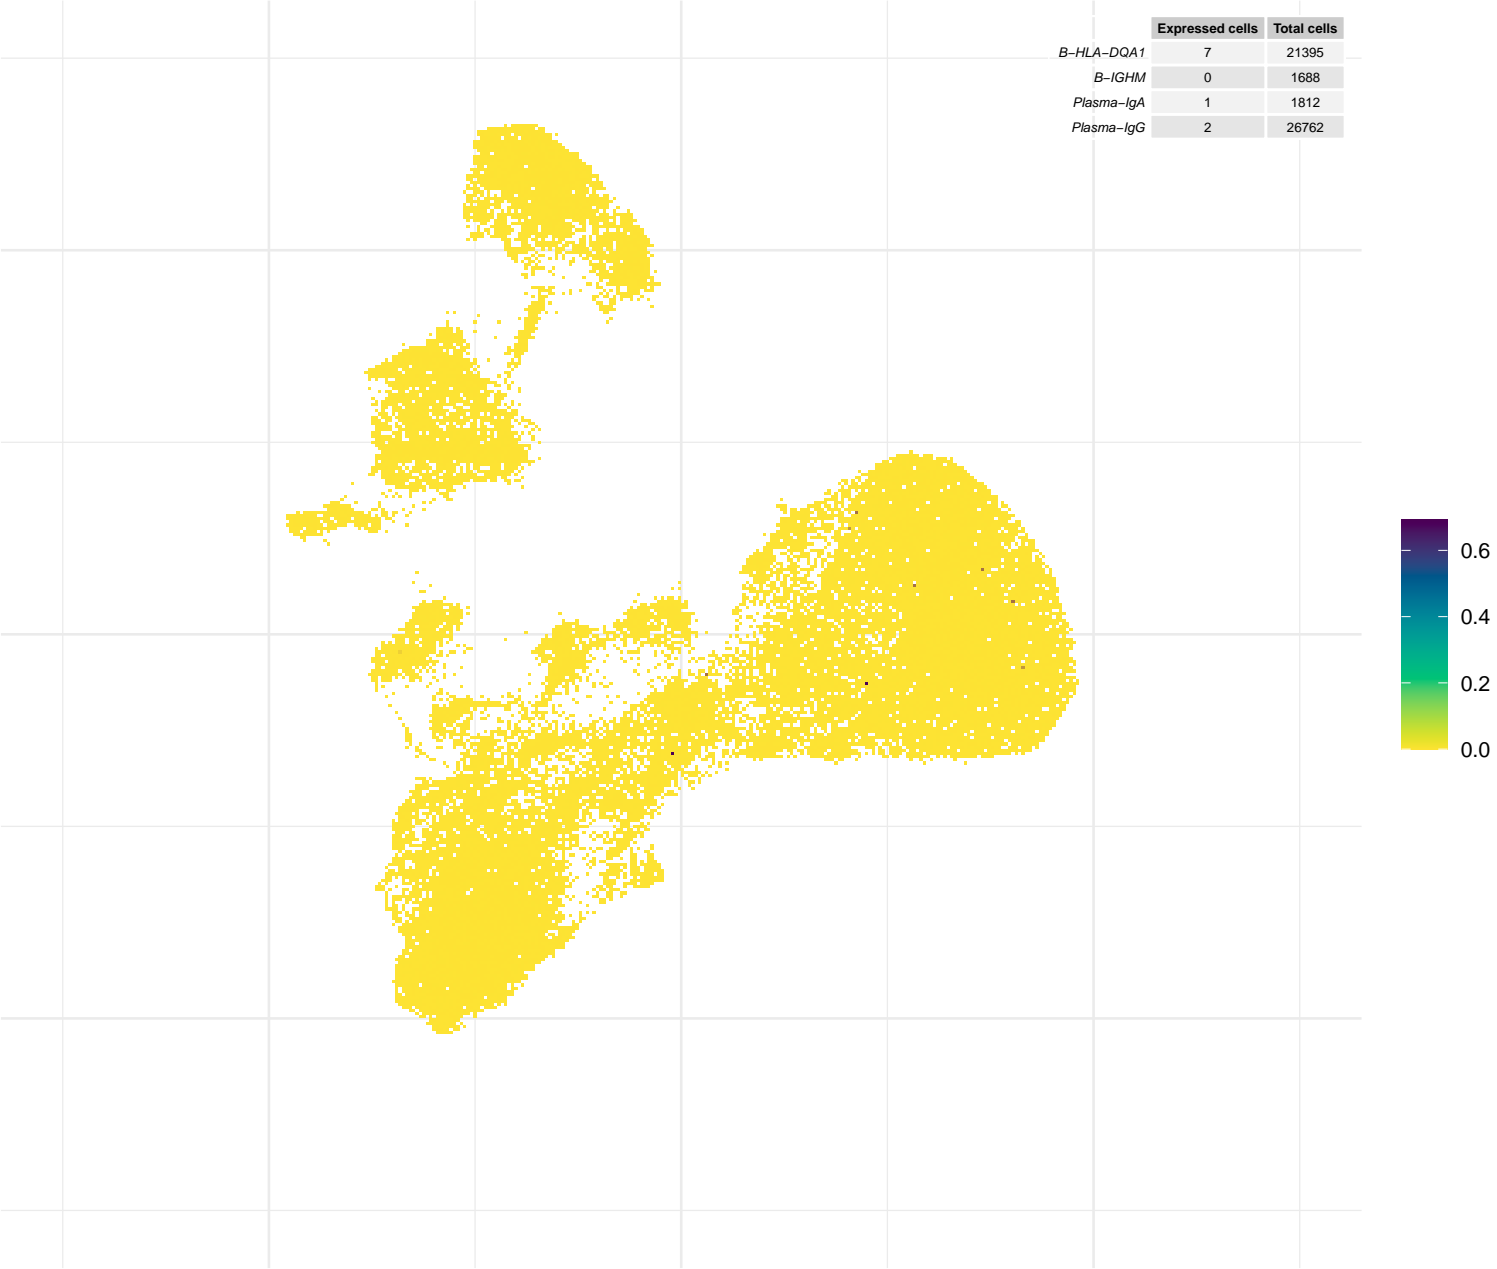 Expressed cells Total cells
B−HLA−DQA1 7 21395
B−IGHM 0 1688
Plasma−IgA 1 1812
Plasma−IgG 2 26762
0.6
0.4
0.2
0.0